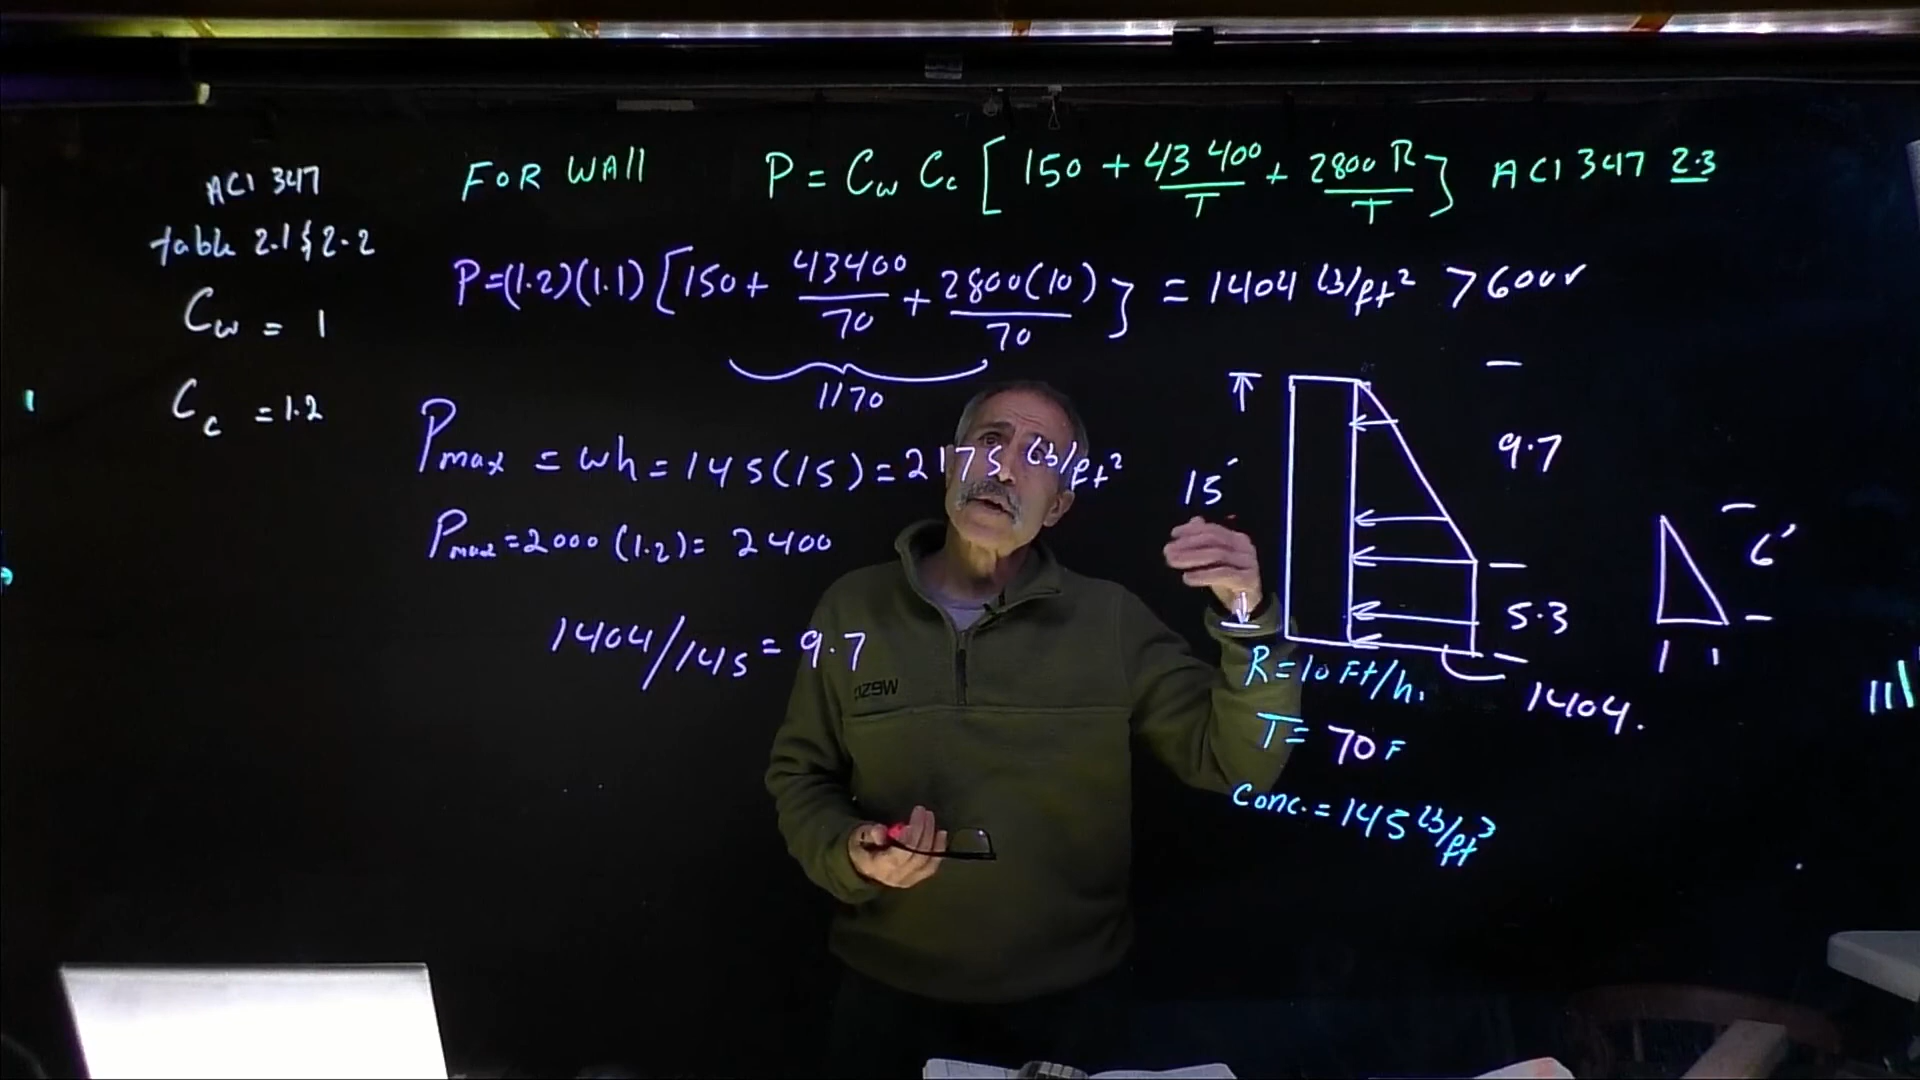 ACI 347
table 2.1 & 2.2
Cw = 1
Cc = 1.2
FOR WALL P = Cw Cc [150 + 43 400/T + 2800 R/T] ACI 347 2.3
P=(1.2)(1.1)[150+ 43400/70 + 2800(10)/70] = 1404 lb/ft² > 600 ✓
1170
Pmax = wh = 145(15) = 2175 lb/ft²
Pmax = 2000 (1.2) = 2400
1404/145 = 9.7
15'
9.7
5.3
1404.
6'
R=10 Ft/h.
T= 70 F
Conc. = 145 lb/ft³